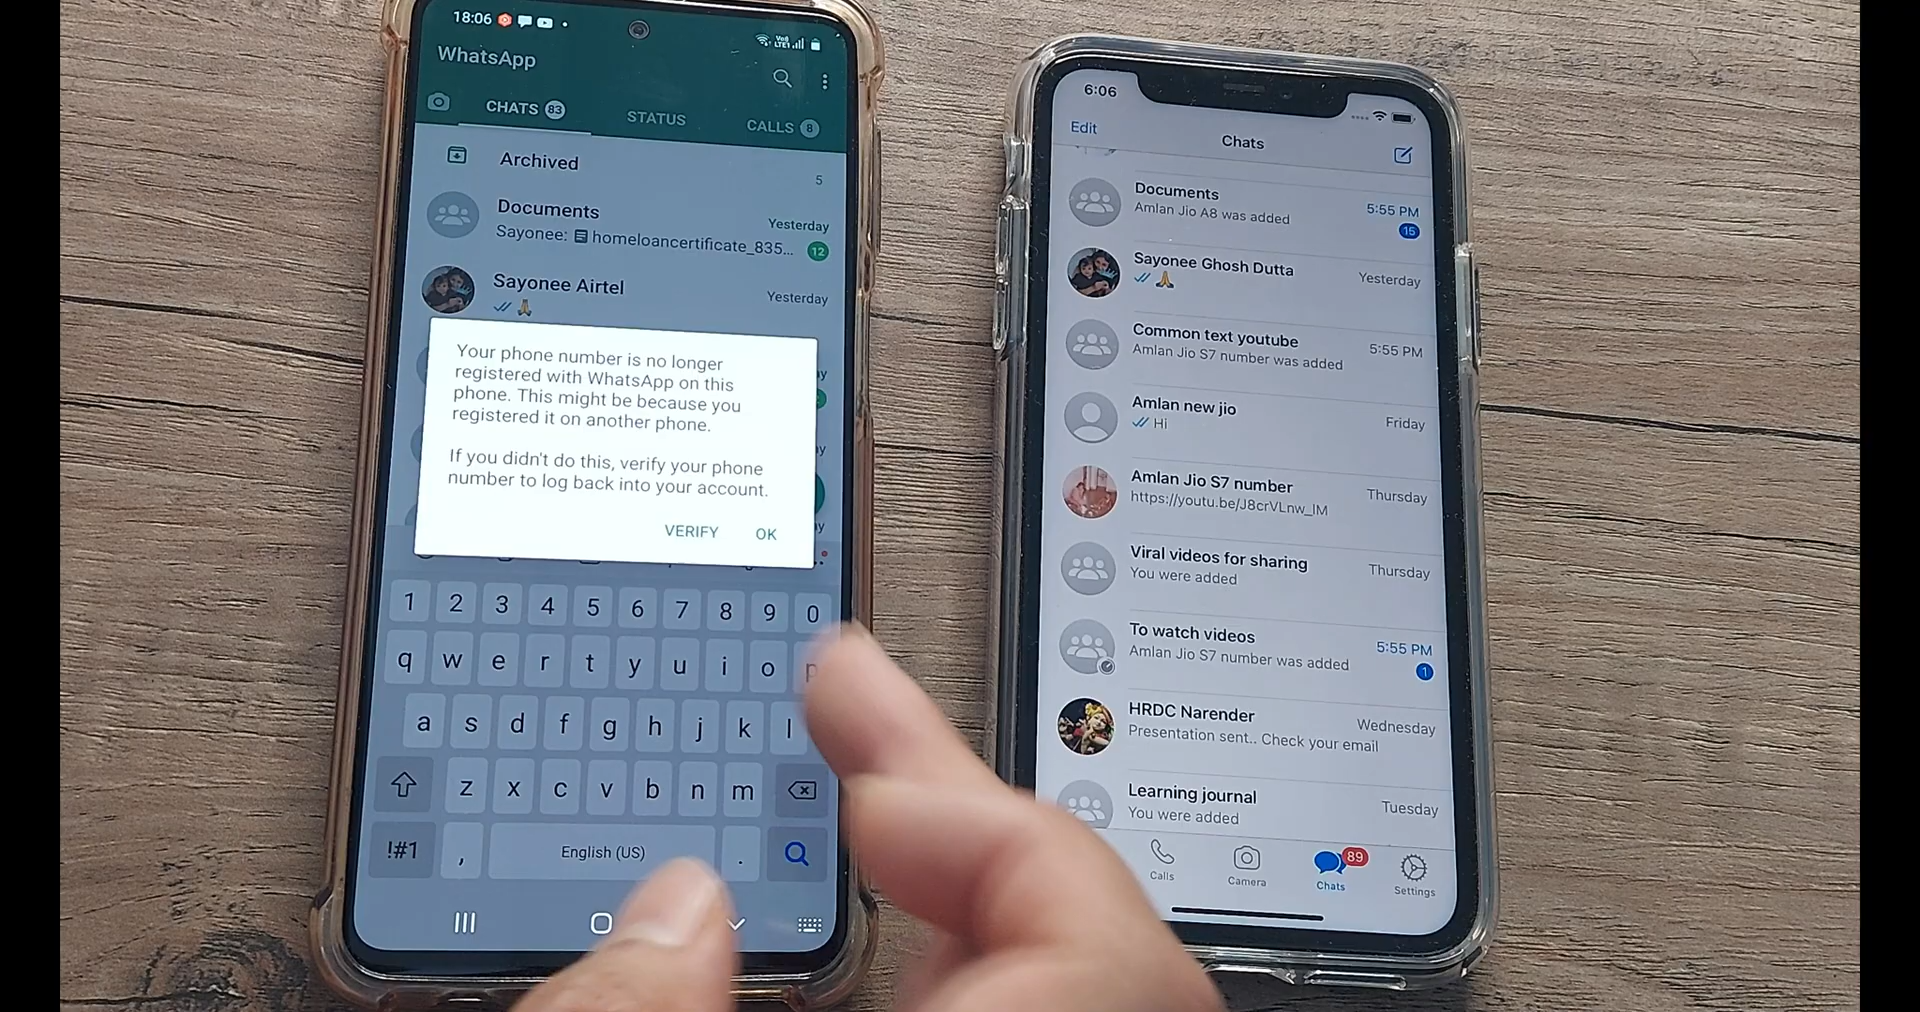 18:06
Vo8
LTE1
WhatsApp
CHATS 83
STATUS
CALLS 8
Archived
5
Documents
Yesterday
Sayonee: homeloancertificate_835...
12
Sayonee Airtel
Yesterday
ay
Your phone number is no longer
registered with WhatsApp on this
phone. This might be because you
registered it on another phone.
If you didn't do this, verify your phone
number to log back into your account.
VERIFY OK
ay
ay
1 2 3 4 5 6 7 8 9 0
q w e r t y u i o p
a s d f g h j k l
z x c v b n m
!#1 , English (US) .
6:06
Edit
Chats
Documents
5:55 PM
Amlan Jio A8 was added
15
Sayonee Ghosh Dutta
Yesterday
Common text youtube
5:55 PM
Amlan Jio S7 number was added
Amlan new jio
Friday
Hi
Amlan Jio S7 number
Thursday
https://youtu.be/J8crVLnw_lM
Viral videos for sharing
Thursday
You were added
To watch videos
5:55 PM
Amlan Jio S7 number was added
1
HRDC Narender
Wednesday
Presentation sent.. Check your email
Learning journal
Tuesday
You were added
89
Calls
Camera
Chats
Settings